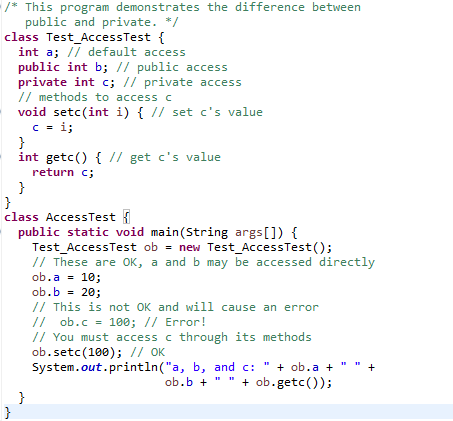 /* This program demonstrates the difference between
   public and private. */
class Test_AccessTest {
  int a; // default access
  public int b; // public access
  private int c; // private access
  // methods to access c
  void setc(int i) { // set c's value
    c = i;
  }
  int getc() { // get c's value
    return c;
  }
}
class AccessTest {
  public static void main(String args[]) {
    Test_AccessTest ob = new Test_AccessTest();
    // These are OK, a and b may be accessed directly
    ob.a = 10;
    ob.b = 20;
    // This is not OK and will cause an error
    //  ob.c = 100; // Error!
    // You must access c through its methods
    ob.setc(100); // OK
    System.out.println("a, b, and c: " + ob.a + " " +
                       ob.b + " " + ob.getc());
  }
}